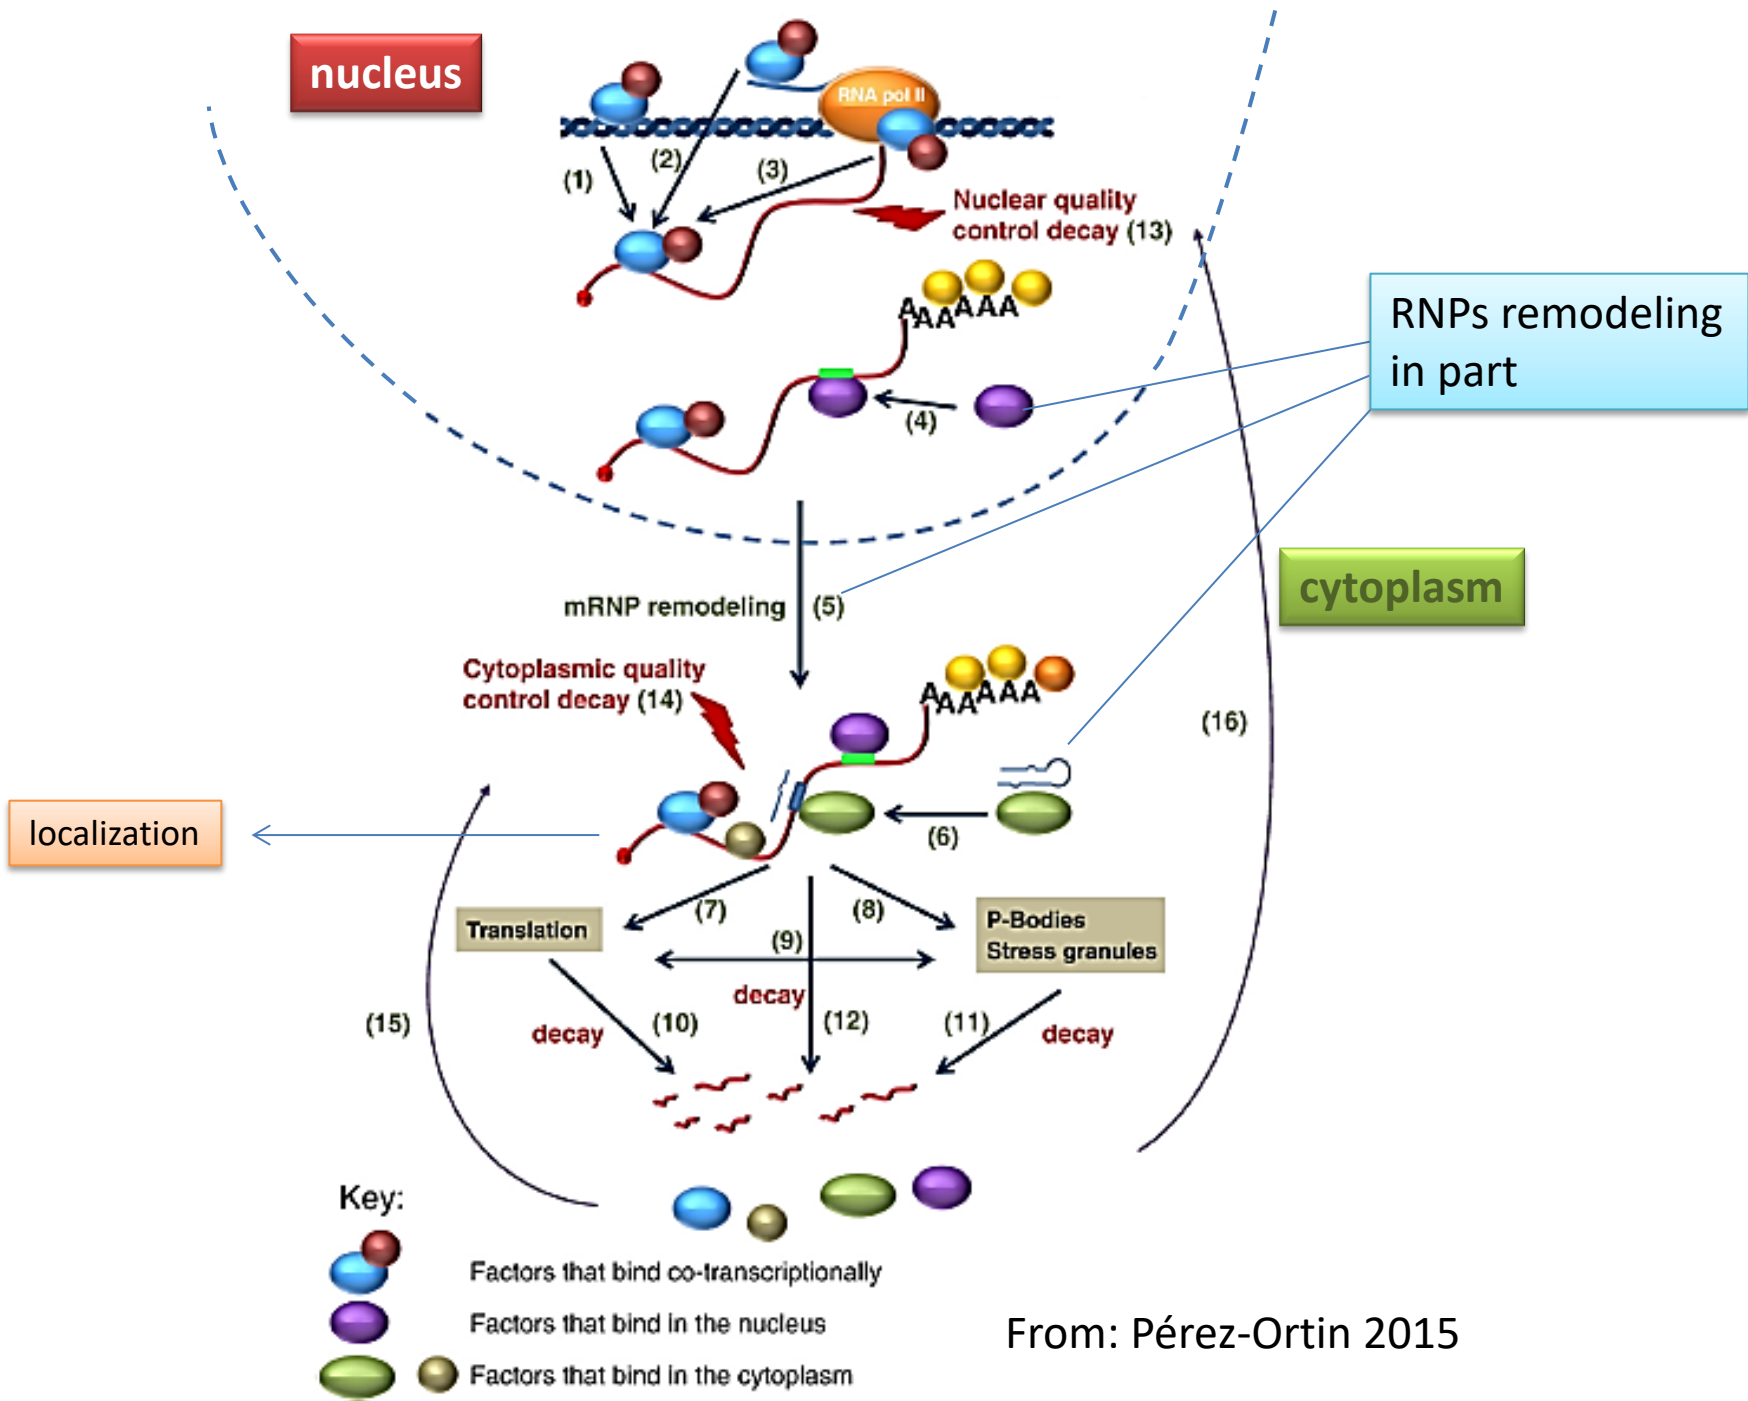 nucleus
RNA pol II
(1)
(2)
(3)
Nuclear quality
control decay (13)
AAAAAA
(4)
RNPs remodeling
in part
cytoplasm
mRNP remodeling
(5)
Cytoplasmic quality
control decay (14)
AAAAAA
(16)
localization
(6)
(7)
(8)
Translation
(9)
P-Bodies
Stress granules
decay
(15)
decay
(10)
(12)
(11)
decay
Key:
Factors that bind co-transcriptionally
Factors that bind in the nucleus
Factors that bind in the cytoplasm
From: Pérez-Ortin 2015